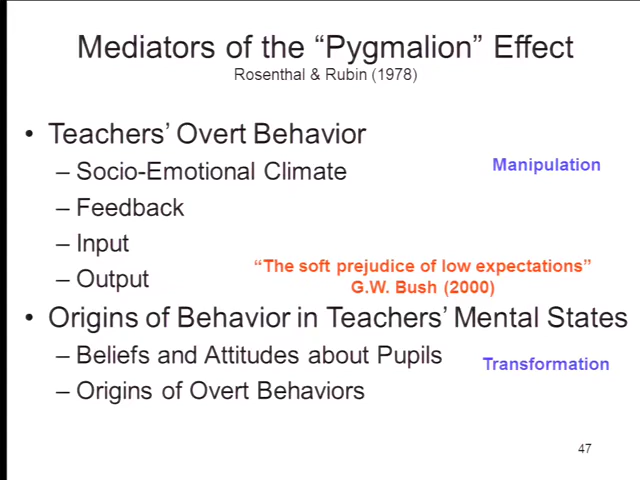 Mediators of the “Pygmalion” Effect
Rosenthal & Rubin (1978)
• Teachers’ Overt Behavior
– Socio-Emotional Climate
Manipulation
– Feedback
– Input
– Output
“The soft prejudice of low expectations”
G.W. Bush (2000)
• Origins of Behavior in Teachers’ Mental States
– Beliefs and Attitudes about Pupils
Transformation
– Origins of Overt Behaviors
47